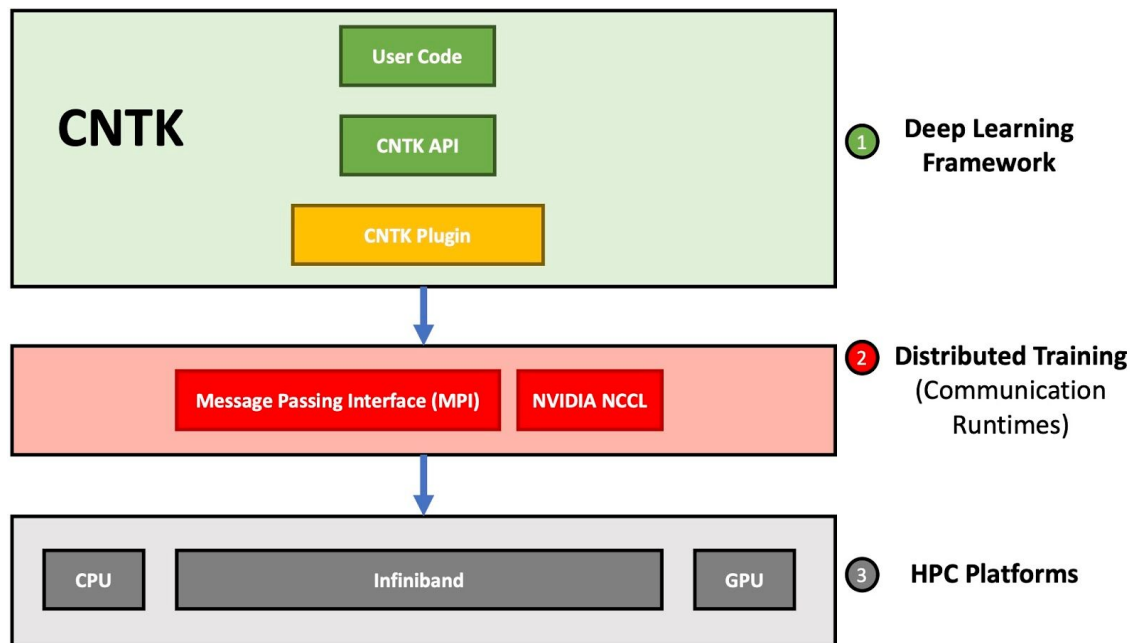 User Code
CNTK
CNTK API
CNTK Plugin
1
Deep Learning
Framework
Message Passing Interface (MPI)
NVIDIA NCCL
2
Distributed Training
(Communication
Runtimes)
CPU
Infiniband
GPU
3
HPC Platforms